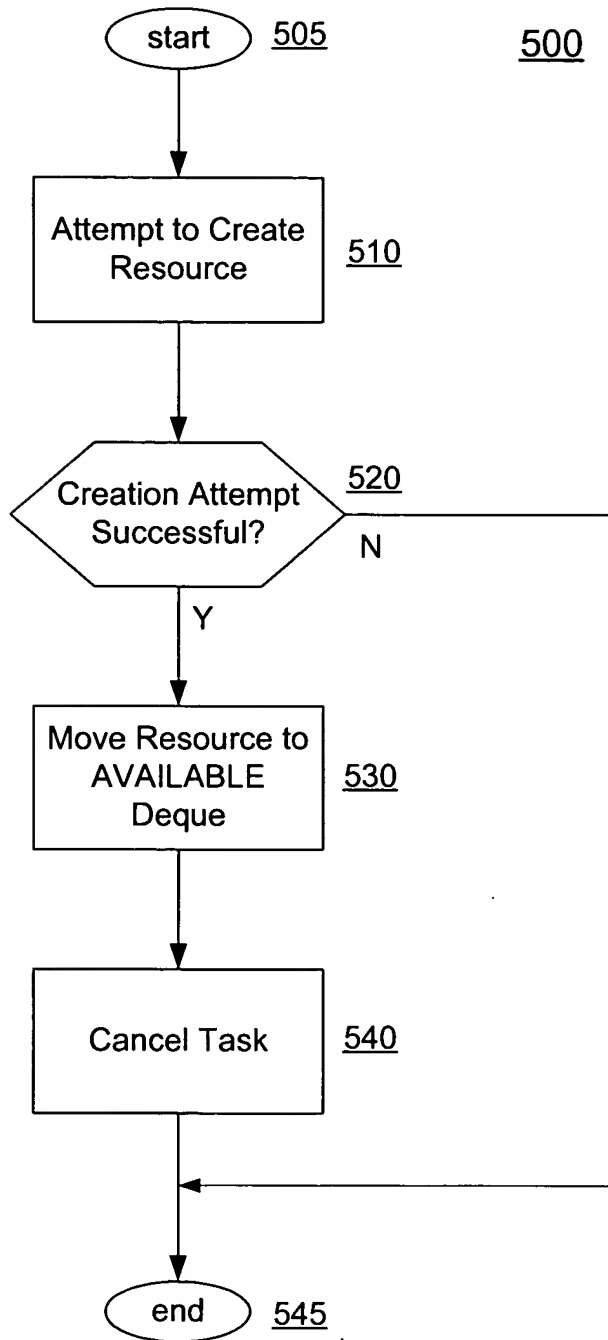 start 505
500
Attempt to Create
Resource
510
Creation Attempt
Successful?
520
N
Y
Move Resource to
AVAILABLE
Deque
530
Cancel Task 540
end 545